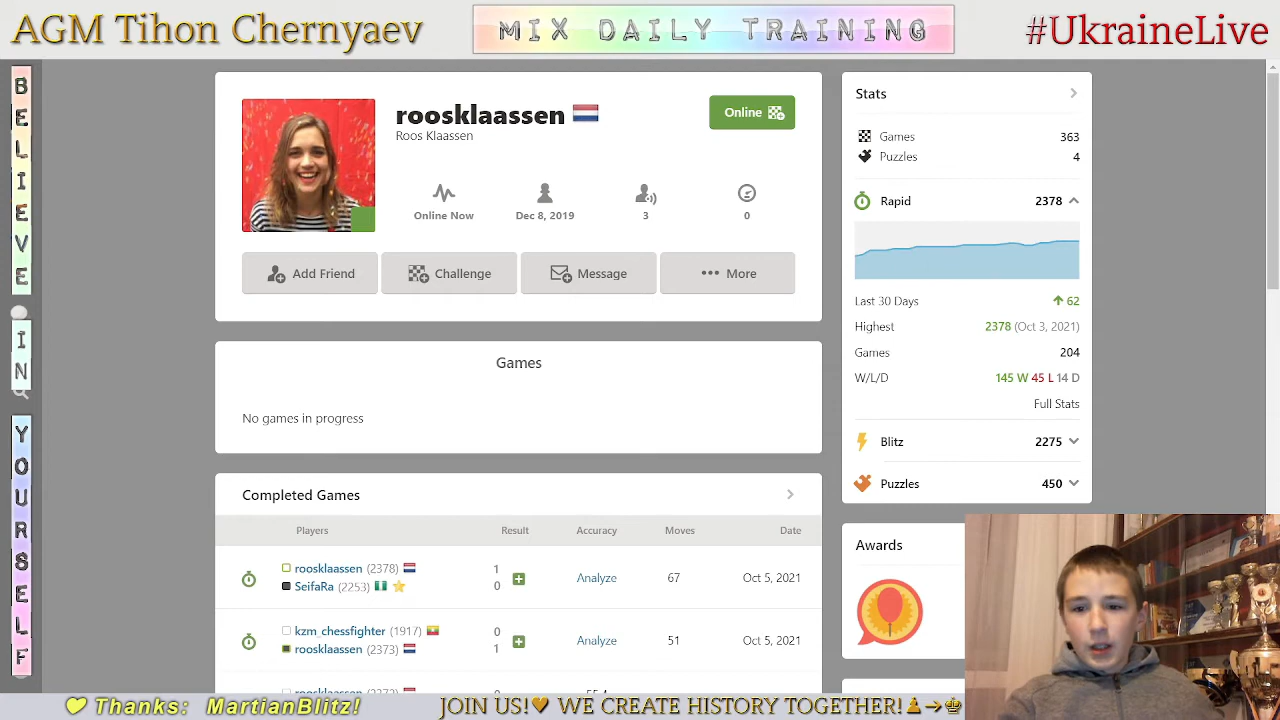 AGM Tihon Chernyaev
MIX DAILY TRAINING
#UkraineLive
BELIEVE
IN
YOURSELF
roosklaassen
Roos Klaassen
Online
Online Now
Dec 8, 2019
3
0
Add Friend
Challenge
Message
More
Games
No games in progress
Completed Games
Players Result Accuracy Moves Date
roosklaassen (2378) 1
SeifaRa (2253) 0
Analyze 67 Oct 5, 2021
kzm_chessfighter (1917) 0
roosklaassen (2373) 1
Analyze 51 Oct 5, 2021
Stats
Games 363
Puzzles 4
Rapid 2378
Last 30 Days 62
Highest 2378 (Oct 3, 2021)
Games 204
W/L/D 145 W 45 L 14 D
Full Stats
Blitz 2275
Puzzles 450
Awards
Thanks: MartianBlitz!
JOIN US! WE CREATE HISTORY TOGETHER!